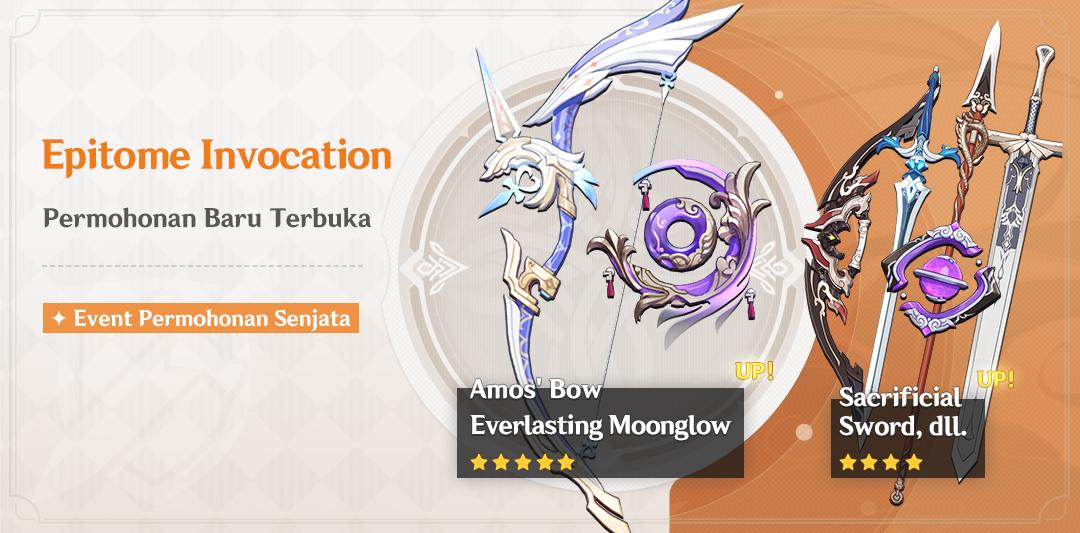 Epitome Invocation
Permohonan Baru Terbuka
✦ Event Permohonan Senjata
UP!
Amos' Bow
Everlasting Moonglow
★★★★★
UP!
Sacrificial
Sword, dll.
★★★★